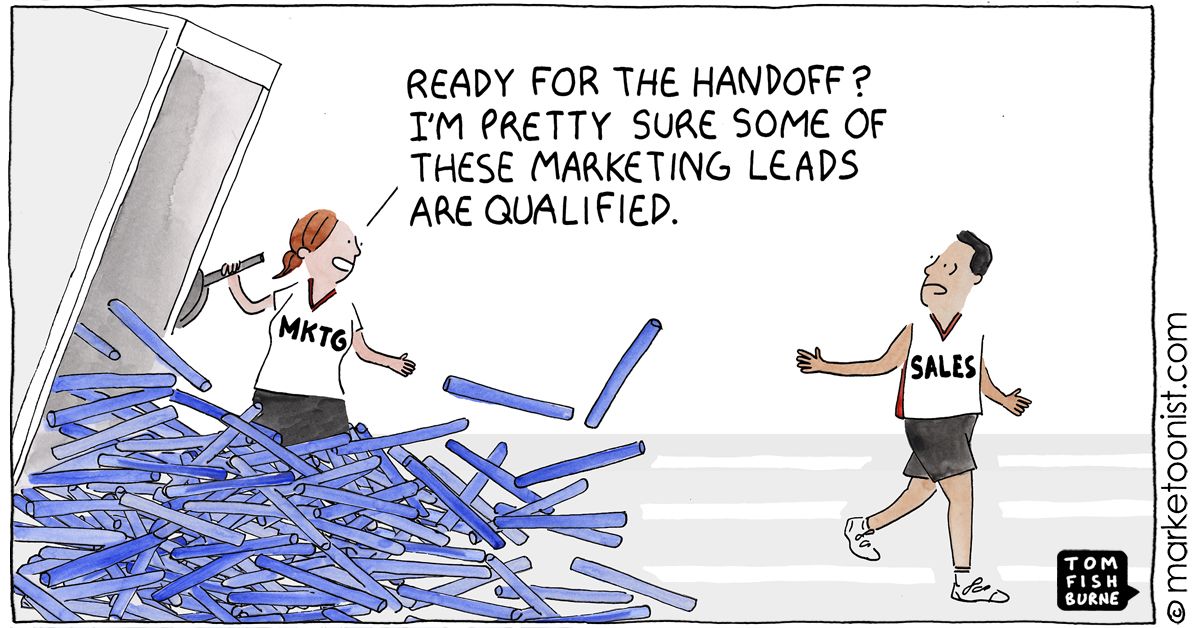 READY FOR THE HANDOFF?
I'M PRETTY SURE SOME OF
THESE MARKETING LEADS
ARE QUALIFIED.
MKTG
SALES
TOM
FISH
BURNE
© marketoonist.com